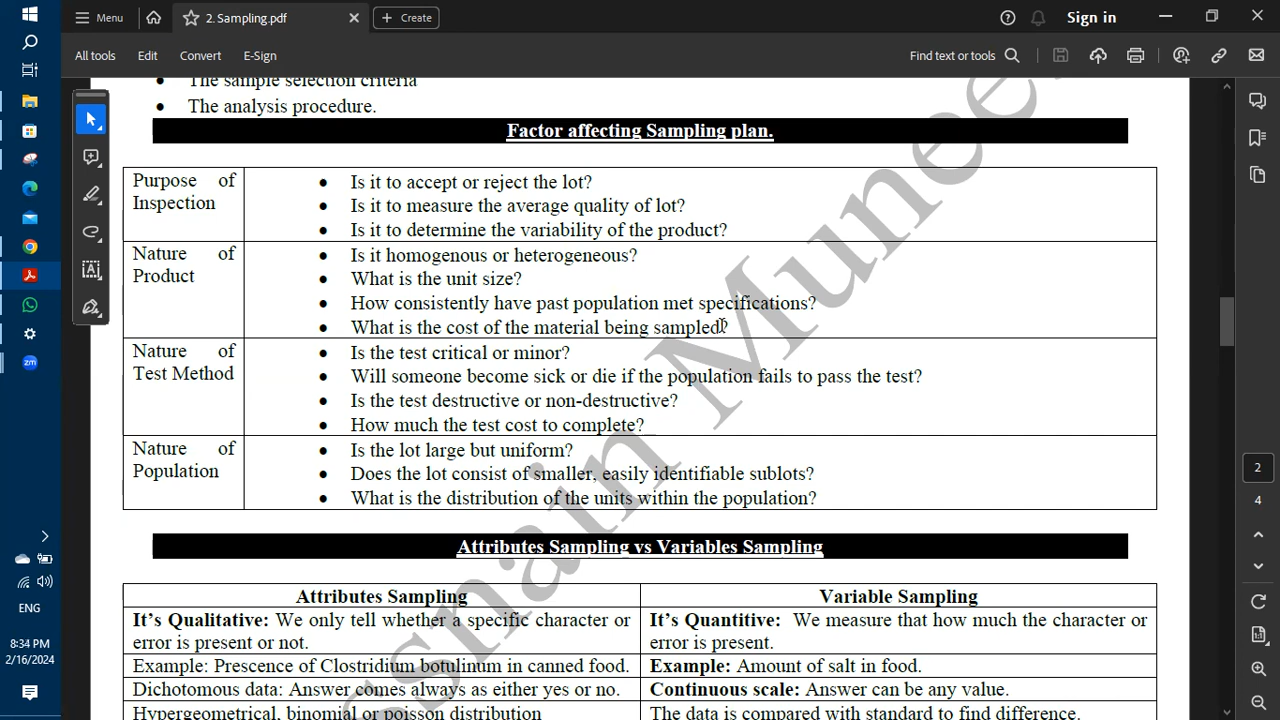 Menu
2. Sampling.pdf
Create
Sign in
All tools
Edit
Convert
E-Sign
Find text or tools
• The sample selection criteria
• The analysis procedure.
Factor affecting Sampling plan.
Purpose of
Inspection
• Is it to accept or reject the lot?
• Is it to measure the average quality of lot?
• Is it to determine the variability of the product?
Nature of
Product
• Is it homogenous or heterogeneous?
• What is the unit size?
• How consistently have past population met specifications?
• What is the cost of the material being sampled?
Nature of
Test Method
• Is the test critical or minor?
• Will someone become sick or die if the population fails to pass the test?
• Is the test destructive or non-destructive?
• How much the test cost to complete?
Nature of
Population
• Is the lot large but uniform?
• Does the lot consist of smaller, easily identifiable sublots?
• What is the distribution of the units within the population?
Attributes Sampling vs Variables Sampling
Attributes Sampling
Variable Sampling
It’s Qualitative: We only tell whether a specific character or
error is present or not.
It’s Quantitive: We measure that how much the character or
error is present.
Example: Prescence of Clostridium botulinum in canned food.
Example: Amount of salt in food.
Dichotomous data: Answer comes always as either yes or no.
Continuous scale: Answer can be any value.
Hypergeometrical, binomial or poisson distribution
The data is compared with standard to find difference.
ssnain Munee
2
4
1:1
zm
ENG
8:34 PM
2/16/2024